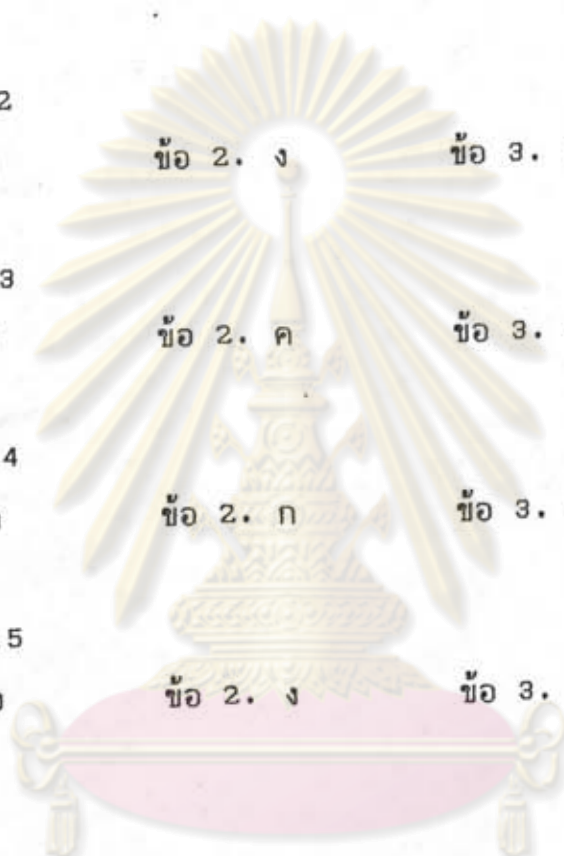 2
ข้อ 2. ง ข้อ 3.
3
ข้อ 2. ค ข้อ 3.
4
ข้อ 2. ก ข้อ 3.
5
ข้อ 2. ง ข้อ 3.